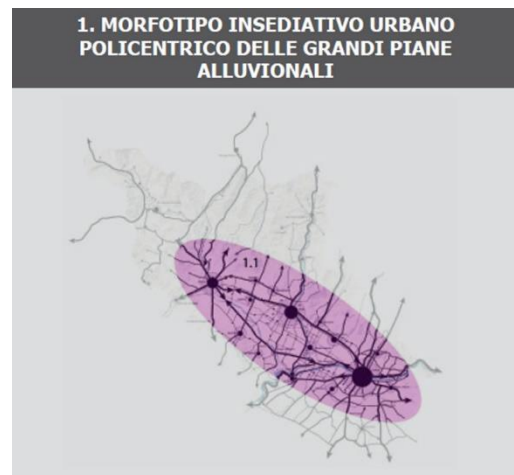 1. MORFOTIPO INSEDIATIVO URBANO
POLICENTRICO DELLE GRANDI PIANE
ALLUVIONALI
1.1